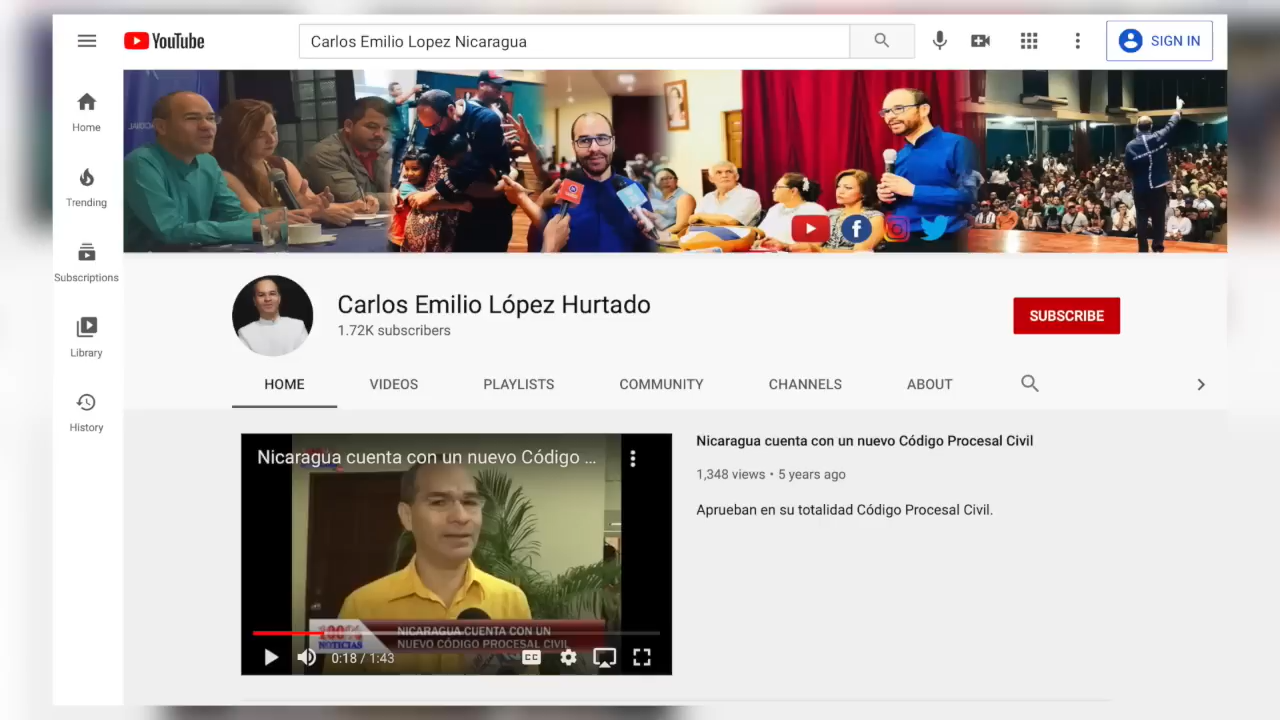 YouTube
Carlos Emilio Lopez Nicaragua
SIGN IN
Home
Trending
Subscriptions
Library
History
Carlos Emilio López Hurtado
1.72K subscribers
SUBSCRIBE
HOME
VIDEOS
PLAYLISTS
COMMUNITY
CHANNELS
ABOUT
Nicaragua cuenta con un nuevo Código ...
100%
NOTICIAS
NICARAGUA CUENTA CON UN
NUEVO CÓDIGO PROCESAL CIVIL
0:18 / 1:43
CC
Nicaragua cuenta con un nuevo Código Procesal Civil
1,348 views • 5 years ago
Aprueban en su totalidad Código Procesal Civil.